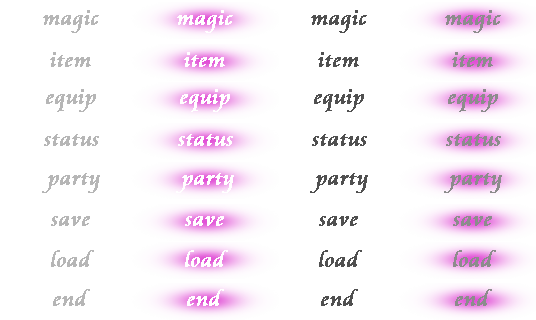 magic magic magic magic
item item item item
equip equip equip equip
status status status status
party party party party
save save save save
load load load load
end end end end